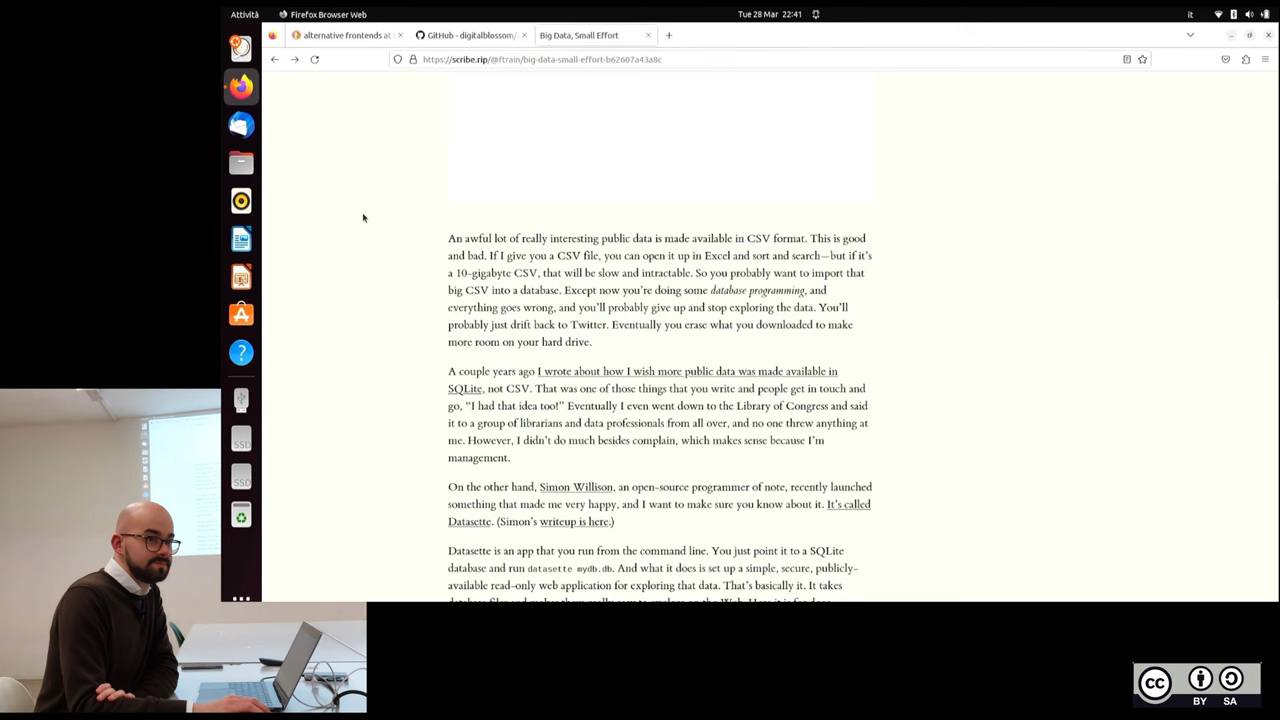 Attività
Firefox Browser Web
Tue 28 Mar 22:41
it
alternative frontends at
GitHub - digitalblossom/
Big Data, Small Effort
https://scribe.rip/@ftrain/big-data-small-effort-b62607a43a8c
An awful lot of really interesting public data is made available in CSV format. This is good
and bad. If I give you a CSV file, you can open it up in Excel and sort and search—but if it's
a 10-gigabyte CSV, that will be slow and intractable. So you probably want to import that
big CSV into a database. Except now you're doing some database programming, and
everything goes wrong, and you'll probably give up and stop exploring the data. You'll
probably just drift back to Twitter. Eventually you erase what you downloaded to make
more room on your hard drive.
A couple years ago I wrote about how I wish more public data was made available in
SQLite, not CSV. That was one of those things that you write and people get in touch and
go, “I had that idea too!” Eventually I even went down to the Library of Congress and said
it to a group of librarians and data professionals from all over, and no one threw anything at
me. However, I didn't do much besides complain, which makes sense because I'm
management.
On the other hand, Simon Willison, an open-source programmer of note, recently launched
something that made me very happy, and I want to make sure you know about it. It's called
Datasette. (Simon's writeup is here.)
Datasette is an app that you run from the command line. You just point it to a SQLite
database and run datasette mydb.db. And what it does is set up a simple, secure, publicly-
available read-only web application for exploring that data. That's basically it. It takes
SSD
SSD
cc
BY SA